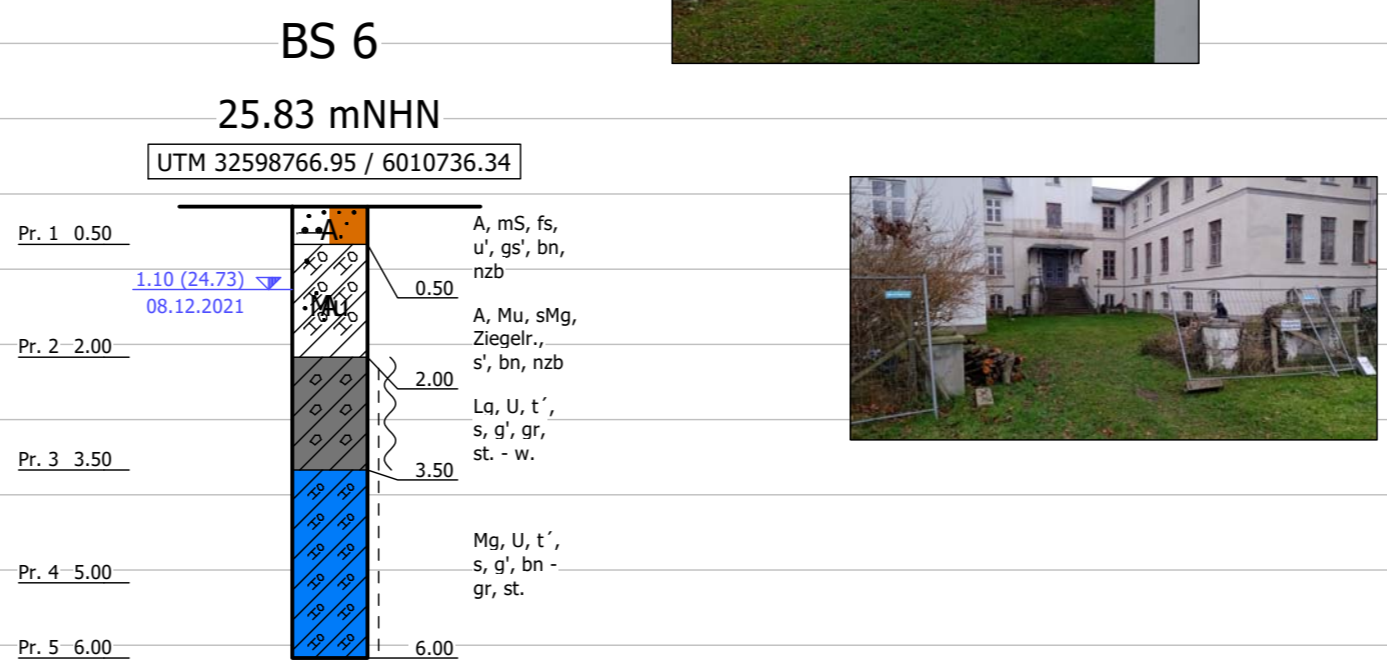 BS 6
25.83 mNHN
UTM 32598766.95 / 6010736.34
Pr. 1 0.50
A
A, mS, fs,
u', gs', bn,
nzb
0.50
1.10 (24.73)
08.12.2021
Mu
A, Mu, sMg,
Ziegelr.,
s', bn, nzb
Pr. 2 2.00
2.00
Lg, U, t´,
s, g', gr,
st. - w.
Pr. 3 3.50
3.50
Mg, U, t´,
s, g', bn -
gr, st.
Pr. 4 5.00
Pr. 5 6.00
6.00